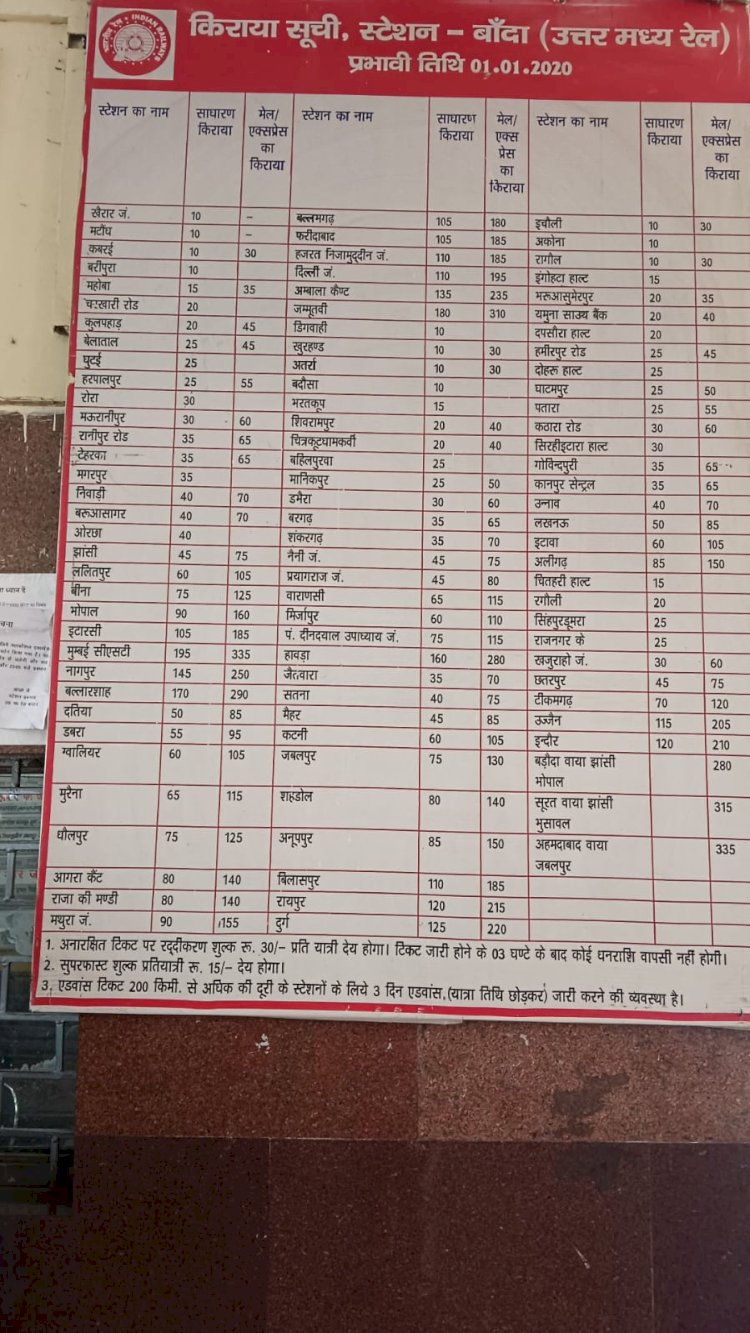 भारतीय रेल INDIAN RAILWAYS
किराया सूची, स्टेशन – बाँदा (उत्तर मध्य रेल)
प्रभावी तिथि 01.01.2020
स्टेशन का नाम साधारण किराया मेल/ एक्सप्रेस का किराया स्टेशन का नाम साधारण किराया मेल/ एक्स प्रेस का किराया स्टेशन का नाम साधारण किराया मेल/ एक्सप्रेस का किराया
खैरार जं. 10 – बल्लमगढ़ 105 180 इचौली 10 30
मटौंध 10 – फरीदाबाद 105 185 अकोना 10
कबरई 10 30 हजरत निजामुद्दीन जं. 110 185 रागौल 10 30
बरीपुरा 10 दिल्ली जं. 110 195 इंगोहटा हाल्ट 15
महोबा 15 35 अम्बाला कैण्ट 135 235 भरूआसुमेरपुर 20 35
चरखारी रोड 20 जम्मूतवी 180 310 यमुना साउथ बैंक 20 40
कुलपहाड़ 20 45 डिगवाही 10 दपसौरा हाल्ट 20
बेलाताल 25 45 खुरहण्ड 10 30 हमीरपुर रोड 25 45
घुटई 25 अतर्रा 10 30 दोहरू हाल्ट 25
हरपालपुर 25 55 बदौसा 10 घाटमपुर 25 50
रोरा 30 भरतकूप 15 पतारा 25 55
मऊरानीपुर 30 60 शिवरामपुर 20 40 कठारा रोड 30 60
रानीपुर रोड 35 65 चित्रकूटधामकर्वी 20 40 सिरहीइटारा हाल्ट 30
टेहरका 35 65 बहिलपुरवा 25 गोविन्दपुरी 35 65
मगरपुर 35 मानिकपुर 25 50 कानपुर सेन्ट्रल 35 65
निवाड़ी 40 70 डभैरा 30 60 उन्नाव 40 70
बरूआसागर 40 70 बरगढ़ 35 65 लखनऊ 50 85
ओरछा 40 शंकरगढ़ 35 70 इटावा 60 105
झांसी 45 75 नैनी जं. 45 75 अलीगढ़ 85 150
ललितपुर 60 105 प्रयागराज जं. 45 80 चितहरी हाल्ट 15
बीना 75 125 वाराणसी 65 115 रगौली 20
भोपाल 90 160 मिर्जापुर 60 110 सिंहपुरडूमरा 25
इटारसी 105 185 पं. दीनदयाल उपाध्याय जं. 75 115 राजनगर के 25
मुम्बई सीएसटी 195 335 हावड़ा 160 280 खजुराहो जं. 30 60
नागपुर 145 250 जैतवारा 35 70 छतरपुर 45 75
बल्लारशाह 170 290 सतना 40 75 टीकमगढ़ 70 120
दतिया 50 85 मैहर 45 85 उज्जैन 115 205
डबरा 55 95 कटनी 60 105 इन्दौर 120 210
ग्वालियर 60 105 जबलपुर 75 130 बड़ौदा वाया झांसी भोपाल 280
मुरैना 65 115 शहडोल 80 140 सूरत वाया झांसी भुसावल 315
धौलपुर 75 125 अनूपपुर 85 150 अहमदाबाद वाया जबलपुर 335
आगरा कैंट 80 140 बिलासपुर 110 185
राजा की मण्डी 80 140 रायपुर 120 215
मथुरा जं. 90 155 दुर्ग 125 220
1. अनारक्षित टिकट पर रद्दीकरण शुल्क रू. 30/– प्रति यात्री देय होगा। टिकट जारी होने के 03 घण्टे के बाद कोई धनराशि वापसी नहीं होगी।
2. सुपरफास्ट शुल्क प्रतियात्री रू. 15/– देय होगा।
3. एडवांस टिकट 200 किमी. से अधिक की दूरी के स्टेशनों के लिये 3 दिन एडवांस, (यात्रा तिथि छोड़कर) जारी करने की व्यवस्था है।